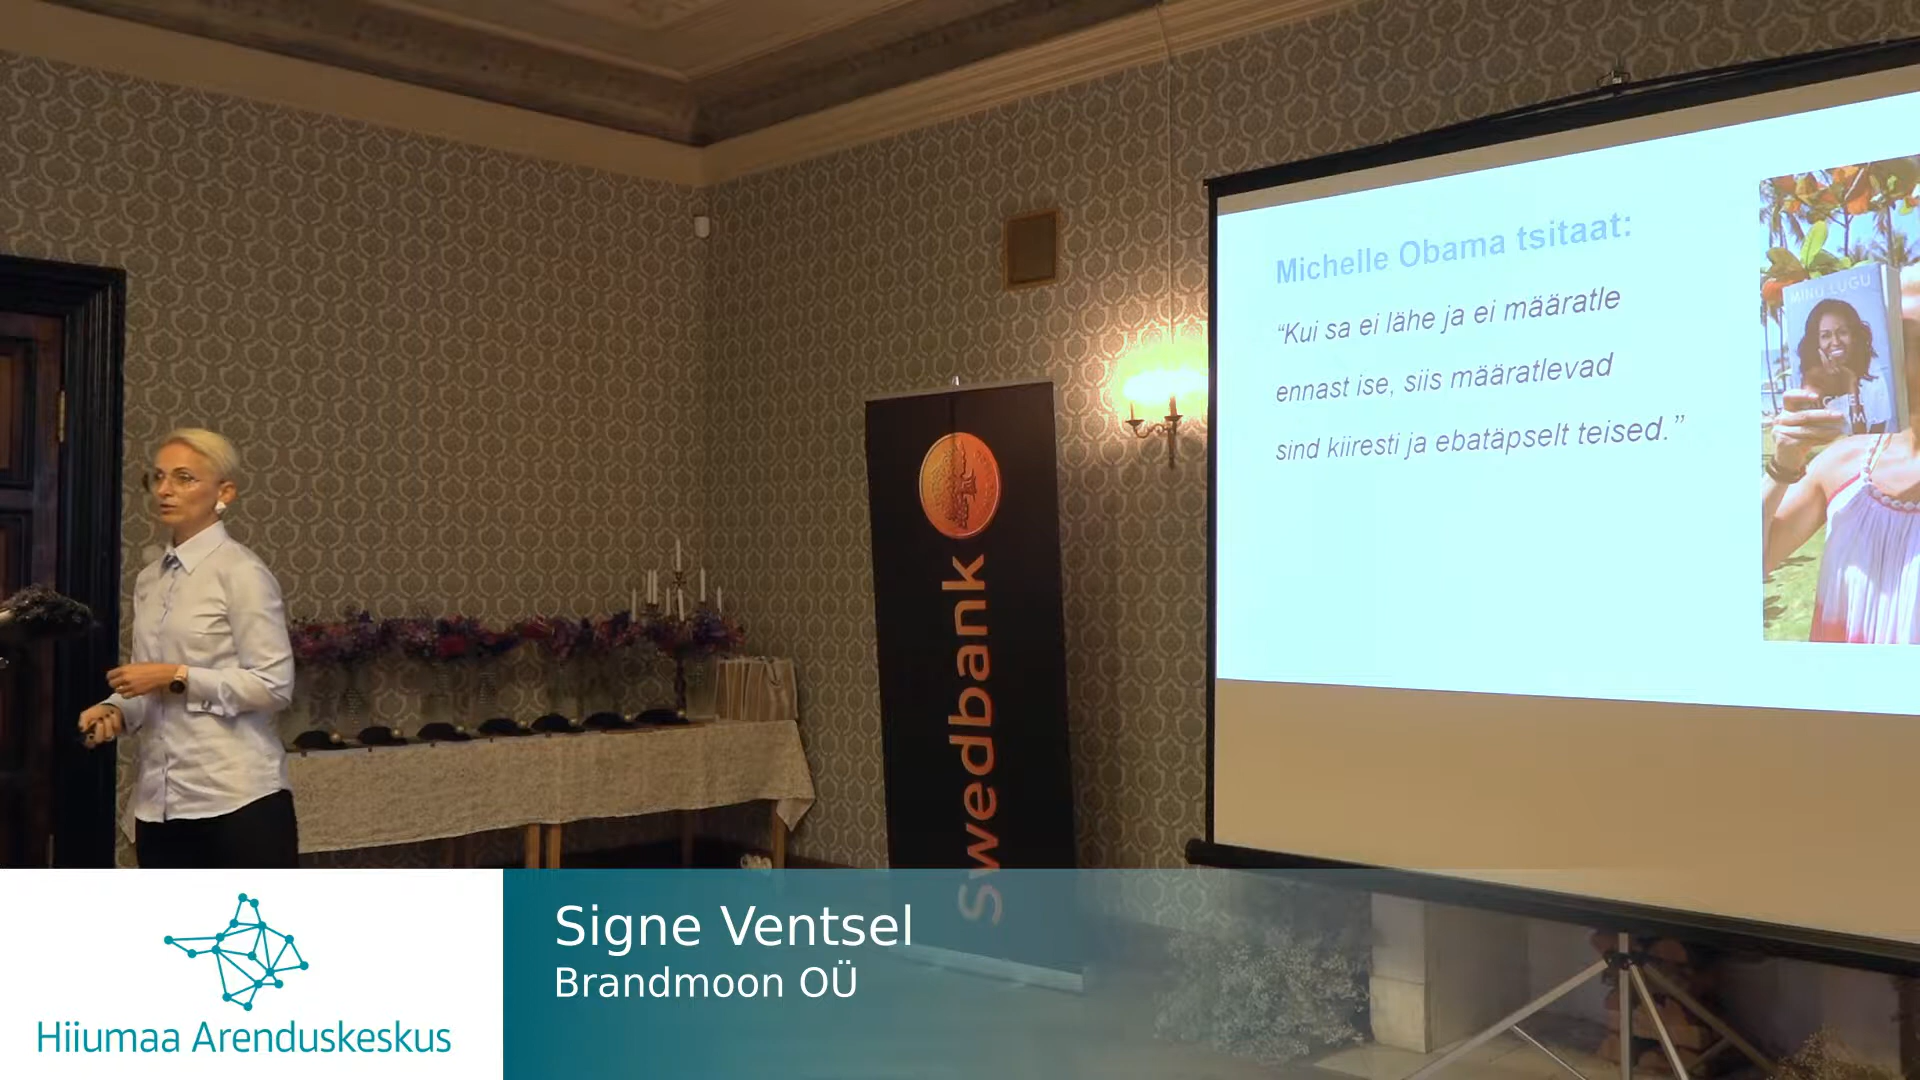 Michelle Obama tsitaat:
“Kui sa ei lähe ja ei määratle
ennast ise, siis määratlevad
sind kiiresti ja ebatäpselt teised.”
MINU LUGU
Swedbank
Signe Ventsel
Brandmoon OÜ
Hiiumaa Arenduskeskus